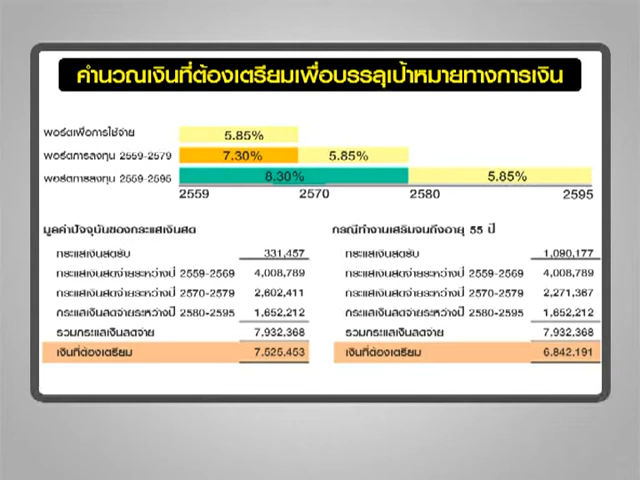 คำนวณเงินที่ต้องเตรียมเพื่อบรรลุเป้าหมายทางการเงิน
พอร์ตเพื่อการใช้จ่าย 5.85%
พอร์ตการลงทุน 2559-2579 7.30% 5.85%
พอร์ตการลงทุน 2559-2595 8.30% 5.85%
2559 2570 2580 2595
มูลค่าปัจจุบันของกระแสเงินสด
กระแสเงินสดรับ 331,457
กระแสเงินสดจ่ายระหว่างปี 2559-2569 4,008,789
กระแสเงินสดจ่ายระหว่างปี 2570-2579 2,602,411
กระแสเงินสดจ่ายระหว่างปี 2580-2595 1,652,212
รวมกระแสเงินสดจ่าย 7,932,368
เงินที่ต้องเตรียม 7,525,453
กรณีทำงานเสริมจนถึงอายุ 55 ปี
กระแสเงินสดรับ 1,090,177
กระแสเงินสดจ่ายระหว่างปี 2559-2569 4,008,789
กระแสเงินสดจ่ายระหว่างปี 2570-2579 2,271,367
กระแสเงินสดจ่ายระหว่างปี 2580-2595 1,652,212
รวมกระแสเงินสดจ่าย 7,932,368
เงินที่ต้องเตรียม 6,842,191